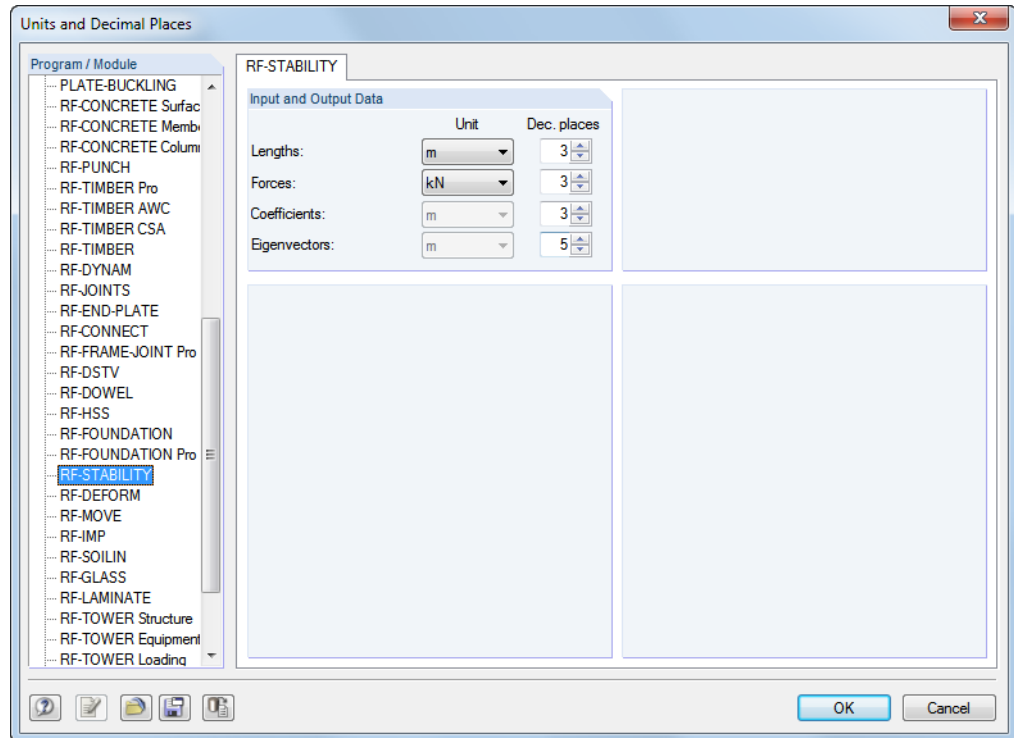 Units and Decimal Places
Program / Module
PLATE-BUCKLING
RF-CONCRETE Surfac
RF-CONCRETE Memb
RF-CONCRETE Colum
RF-PUNCH
RF-TIMBER Pro
RF-TIMBER AWC
RF-TIMBER CSA
RF-TIMBER
RF-DYNAM
RF-JOINTS
RF-END-PLATE
RF-CONNECT
RF-FRAME-JOINT Pro
RF-DSTV
RF-DOWEL
RF-HSS
RF-FOUNDATION
RF-FOUNDATION Pro
RF-STABILITY
RF-DEFORM
RF-MOVE
RF-IMP
RF-SOILIN
RF-GLASS
RF-LAMINATE
RF-TOWER Structure
RF-TOWER Equipment
RF-TOWER Loading
RF-STABILITY
Input and Output Data
Unit Dec. places
Lengths: m 3
Forces: kN 3
Coefficients: m 3
Eigenvectors: m 5
OK Cancel